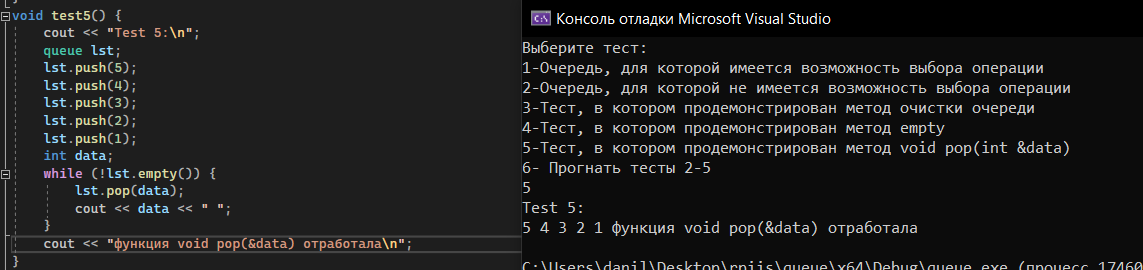 void test5() {
cout << "Test 5:\n";
queue lst;
lst.push(5);
lst.push(4);
lst.push(3);
lst.push(2);
lst.push(1);
int data;
while (!lst.empty()) {
lst.pop(data);
cout << data << " ";
}
cout << "функция void pop(&data) отработала\n";
}
Консоль отладки Microsoft Visual Studio
Выберите тест:
1-Очередь, для которой имеется возможность выбора операции
2-Очередь, для которой не имеется возможность выбора операции
3-Тест, в котором продемонстрирован метод очистки очереди
4-Тест, в котором продемонстрирован метод empty
5-Тест, в котором продемонстрирован метод void pop(int &data)
6- Прогнать тесты 2-5
5
Test 5:
5 4 3 2 1 функция void pop(&data) отработала
C:\Users\danil\Desktop\rpiis\queue\x64\Debug\queue.exe (процесс 17460